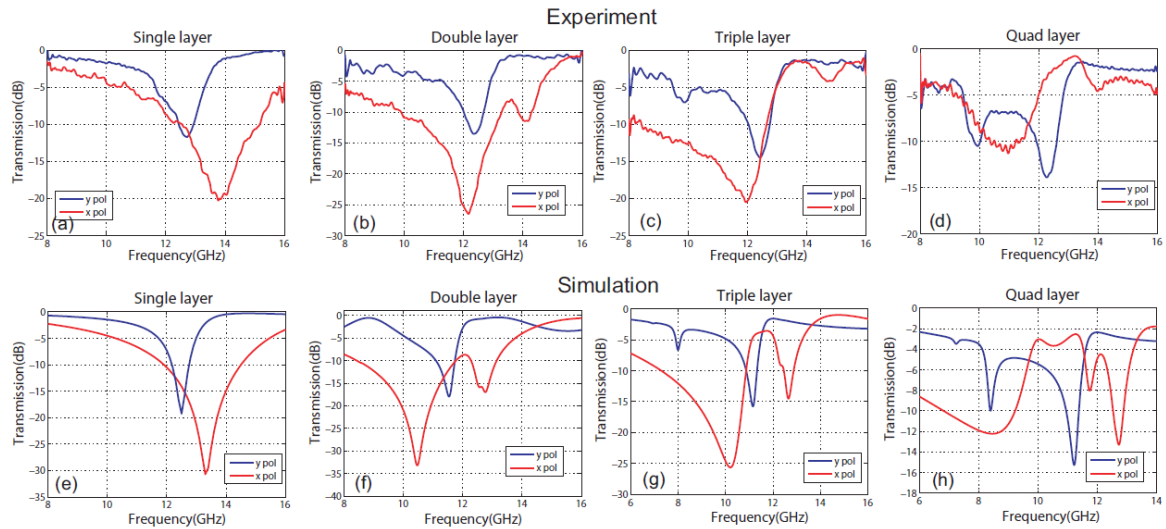 Experiment
Single layer
Double layer
Triple layer
Quad layer
0
-5
-10
-15
-20
-25
Transmission(dB)
y pol
x pol
(a)
8 10 12 14 16
Frequency(GHz)
0
-5
-10
-15
-20
-25
-30
Transmission(dB)
y pol
x pol
(b)
8 10 12 14 16
Frequency(GHz)
0
-5
-10
-15
-20
-25
Transmission(dB)
y pol
x pol
(c)
8 10 12 14 16
Frequency(GHz)
0
-5
-10
-15
-20
Transmission(dB)
y pol
x pol
(d)
8 10 12 14 16
Frequency(GHz)
Simulation
Single layer
Double layer
Triple layer
Quad layer
0
-5
-10
-15
-20
-25
-30
-35
Transmission(dB)
y pol
x pol
(e)
8 10 12 14 16
Frequency(GHz)
0
-5
-10
-15
-20
-25
-30
-35
-40
Transmission(dB)
y pol
x pol
(f)
8 10 12 14 16
Frequency(GHz)
0
-5
-10
-15
-20
-25
-30
Transmission(dB)
y pol
x pol
(g)
6 8 10 12 14 16
Frequency(GHz)
0
-2
-4
-6
-8
-10
-12
-14
-16
-18
Transmission(dB)
y pol
x pol
(h)
6 8 10 12 14
Frequency(GHz)